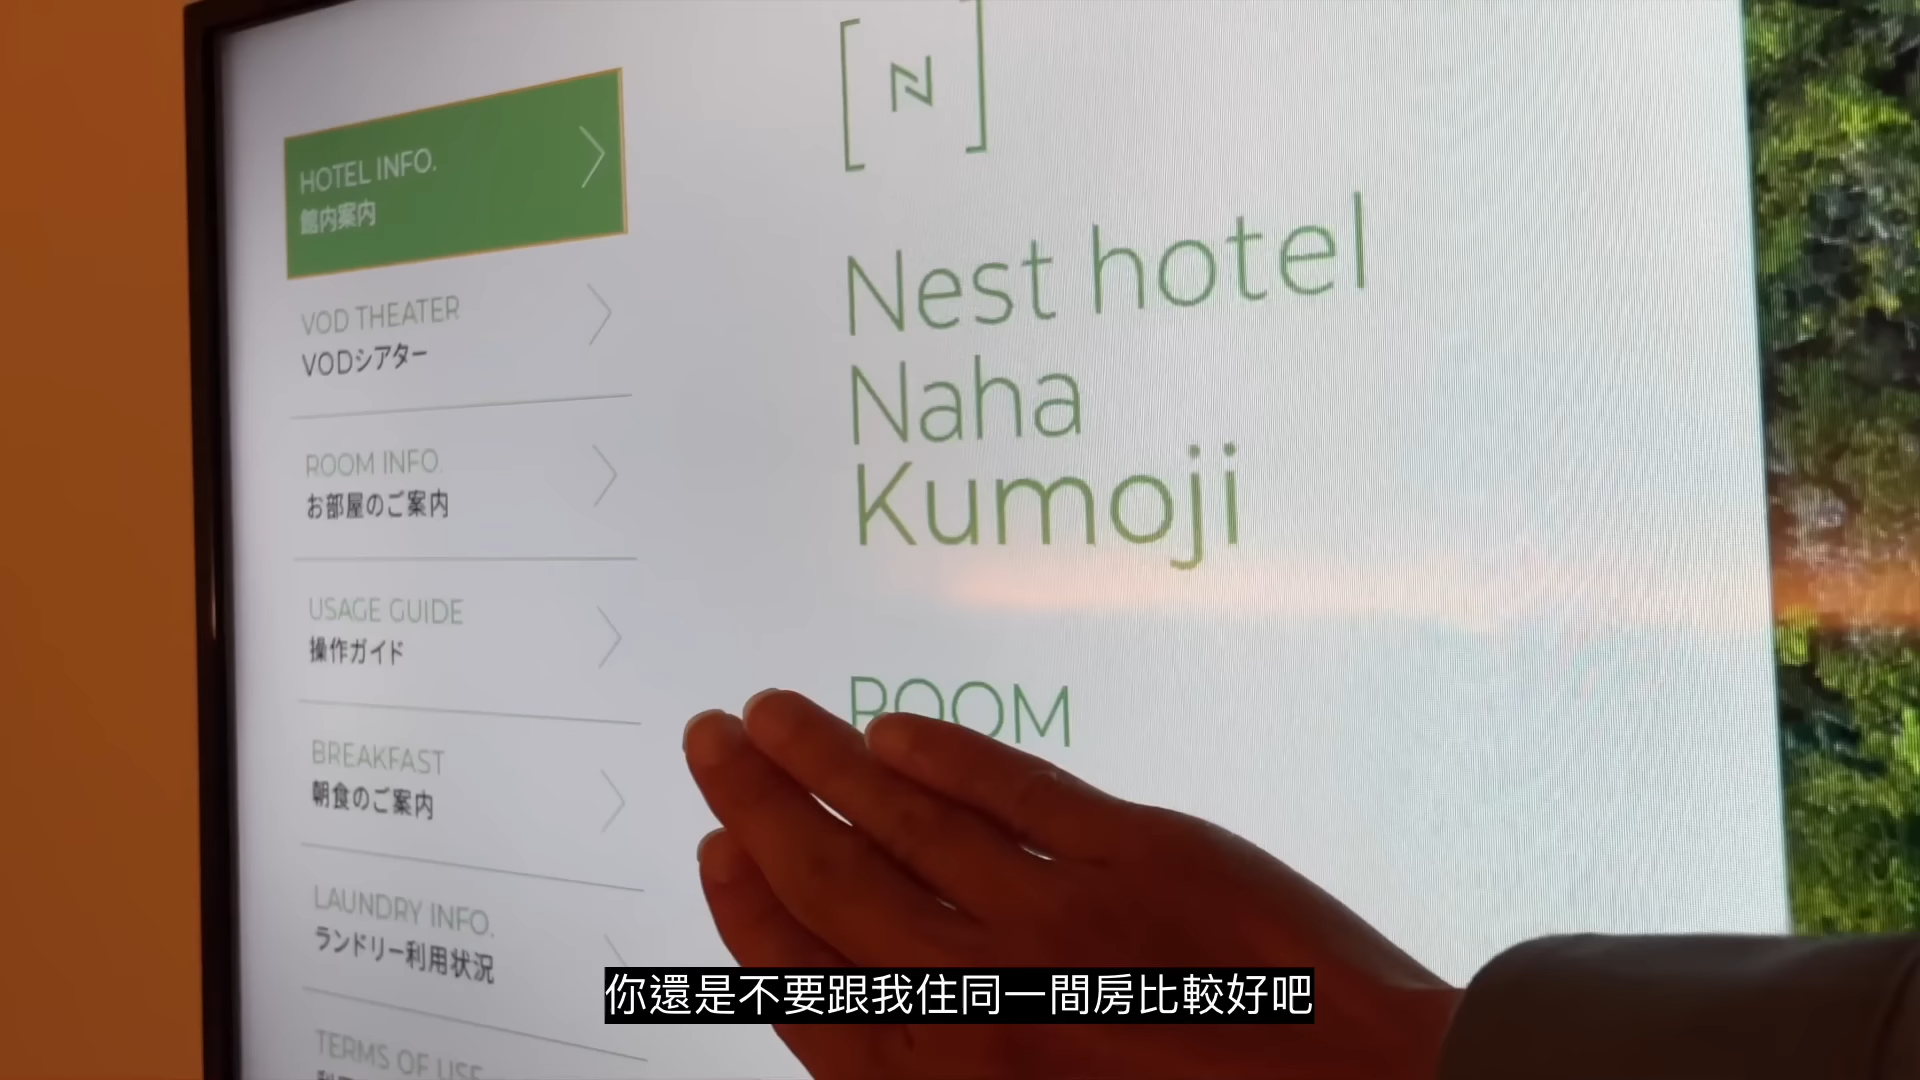 HOTEL INFO.
館内案内
VOD THEATER
VODシアター
ROOM INFO
お部屋のご案内
USAGE GUIDE
操作ガイド
BREAKFAST
朝食のご案内
LAUNDRY INFO.
ランドリー利用状況
TERMS OF USE
N
Nest hotel
Naha
Kumoji
ROOM
你還是不要跟我住同一間房比較好吧